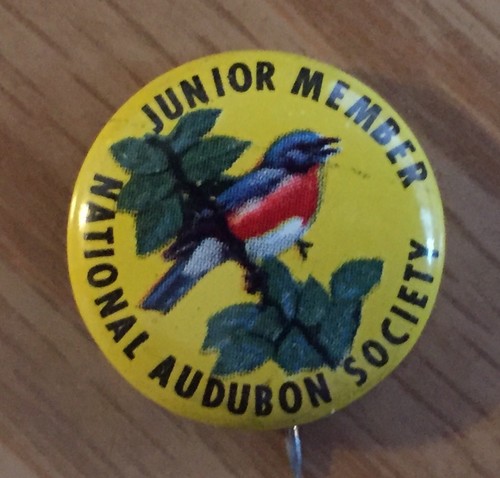 JUNIOR MEMBER
NATIONAL AUDUBON SOCIETY